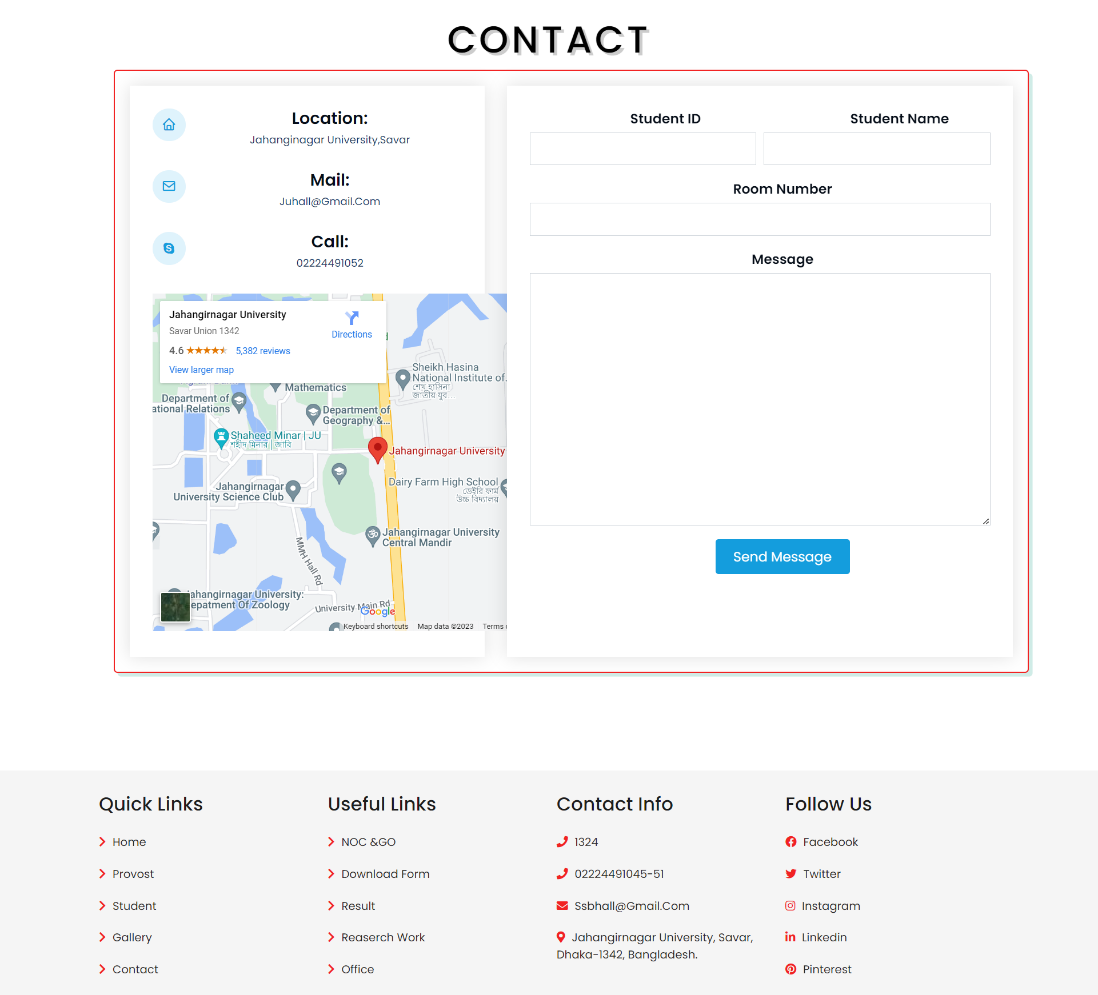 CONTACT
Location:
Jahanginagar University,Savar
Mail:
Juhall@Gmail.Com
Call:
02224491052
Jahangirnagar University
Savar Union 1342
4.6 5,382 reviews
View larger map
Directions
Mathematics
Department of
ational Relations
Department of
Geography &...
Sheikh Hasina
National Institute of
শেখ হাসিনা
জাতীয় যুব
Shaheed Minar | JU
শহীদ মিনার | জাবি
Jahangirnagar University
Jahangirnagar
University Science Club
Dairy Farm High School
ডেইরি ফার্ম
উচ্চ বিদ্যালয়
Jahangirnagar University
Central Mandir
MMH Hall Rd
ahangirnagar University:
epartment Of Zoology
University Main Rd
Google
Keyboard shortcuts Map data ©2023 Terms
Student ID
Student Name
Room Number
Message
Send Message
Quick Links
Home
Provost
Student
Gallery
Contact
Useful Links
NOC &GO
Download Form
Result
Reaserch Work
Office
Contact Info
1324
02224491045-51
Ssbhall@Gmail.Com
Jahangirnagar University, Savar,
Dhaka-1342, Bangladesh.
Follow Us
Facebook
Twitter
Instagram
Linkedin
Pinterest